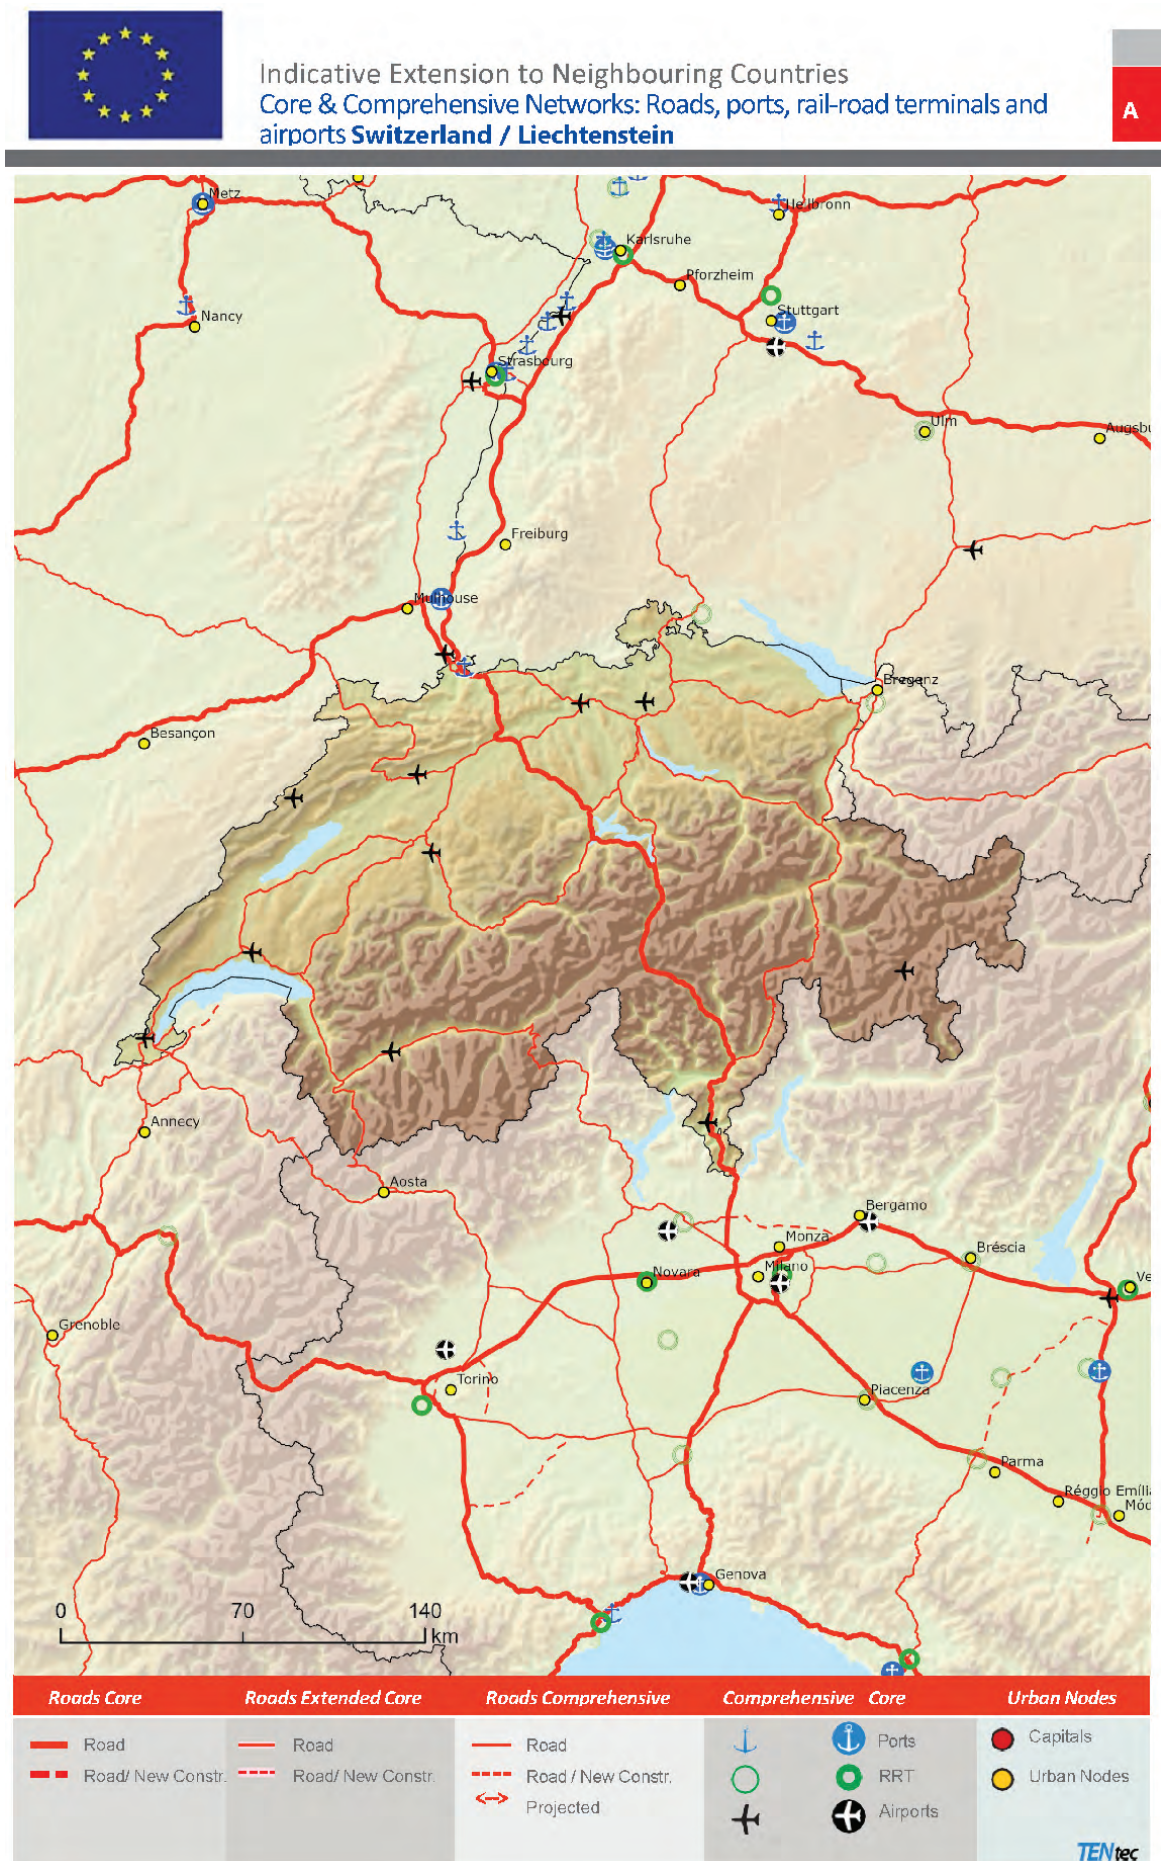 Indicative Extension to Neighbouring Countries
Core & Comprehensive Networks: Roads, ports, rail-road terminals and
airports Switzerland / Liechtenstein
A
Metz
Heilbronn
Karlsruhe
Pforzheim
Nancy
Stuttgart
Strasbourg
Ulm
Augsbu
Freiburg
Mulhouse
Bregenz
Besançon
Annecy
Aosta
Bergamo
Monza
Bréscia
Milano
Novara
Ve
Grenoble
Torino
Piacenza
Parma
Réggio Emília
Mód
Genova
0 70 140
km
Roads Core Roads Extended Core Roads Comprehensive Comprehensive Core Urban Nodes
Road Road Road Ports Capitals
Road/ New Constr. Road/ New Constr. Road / New Constr. RRT Urban Nodes
Projected Airports
TENtec